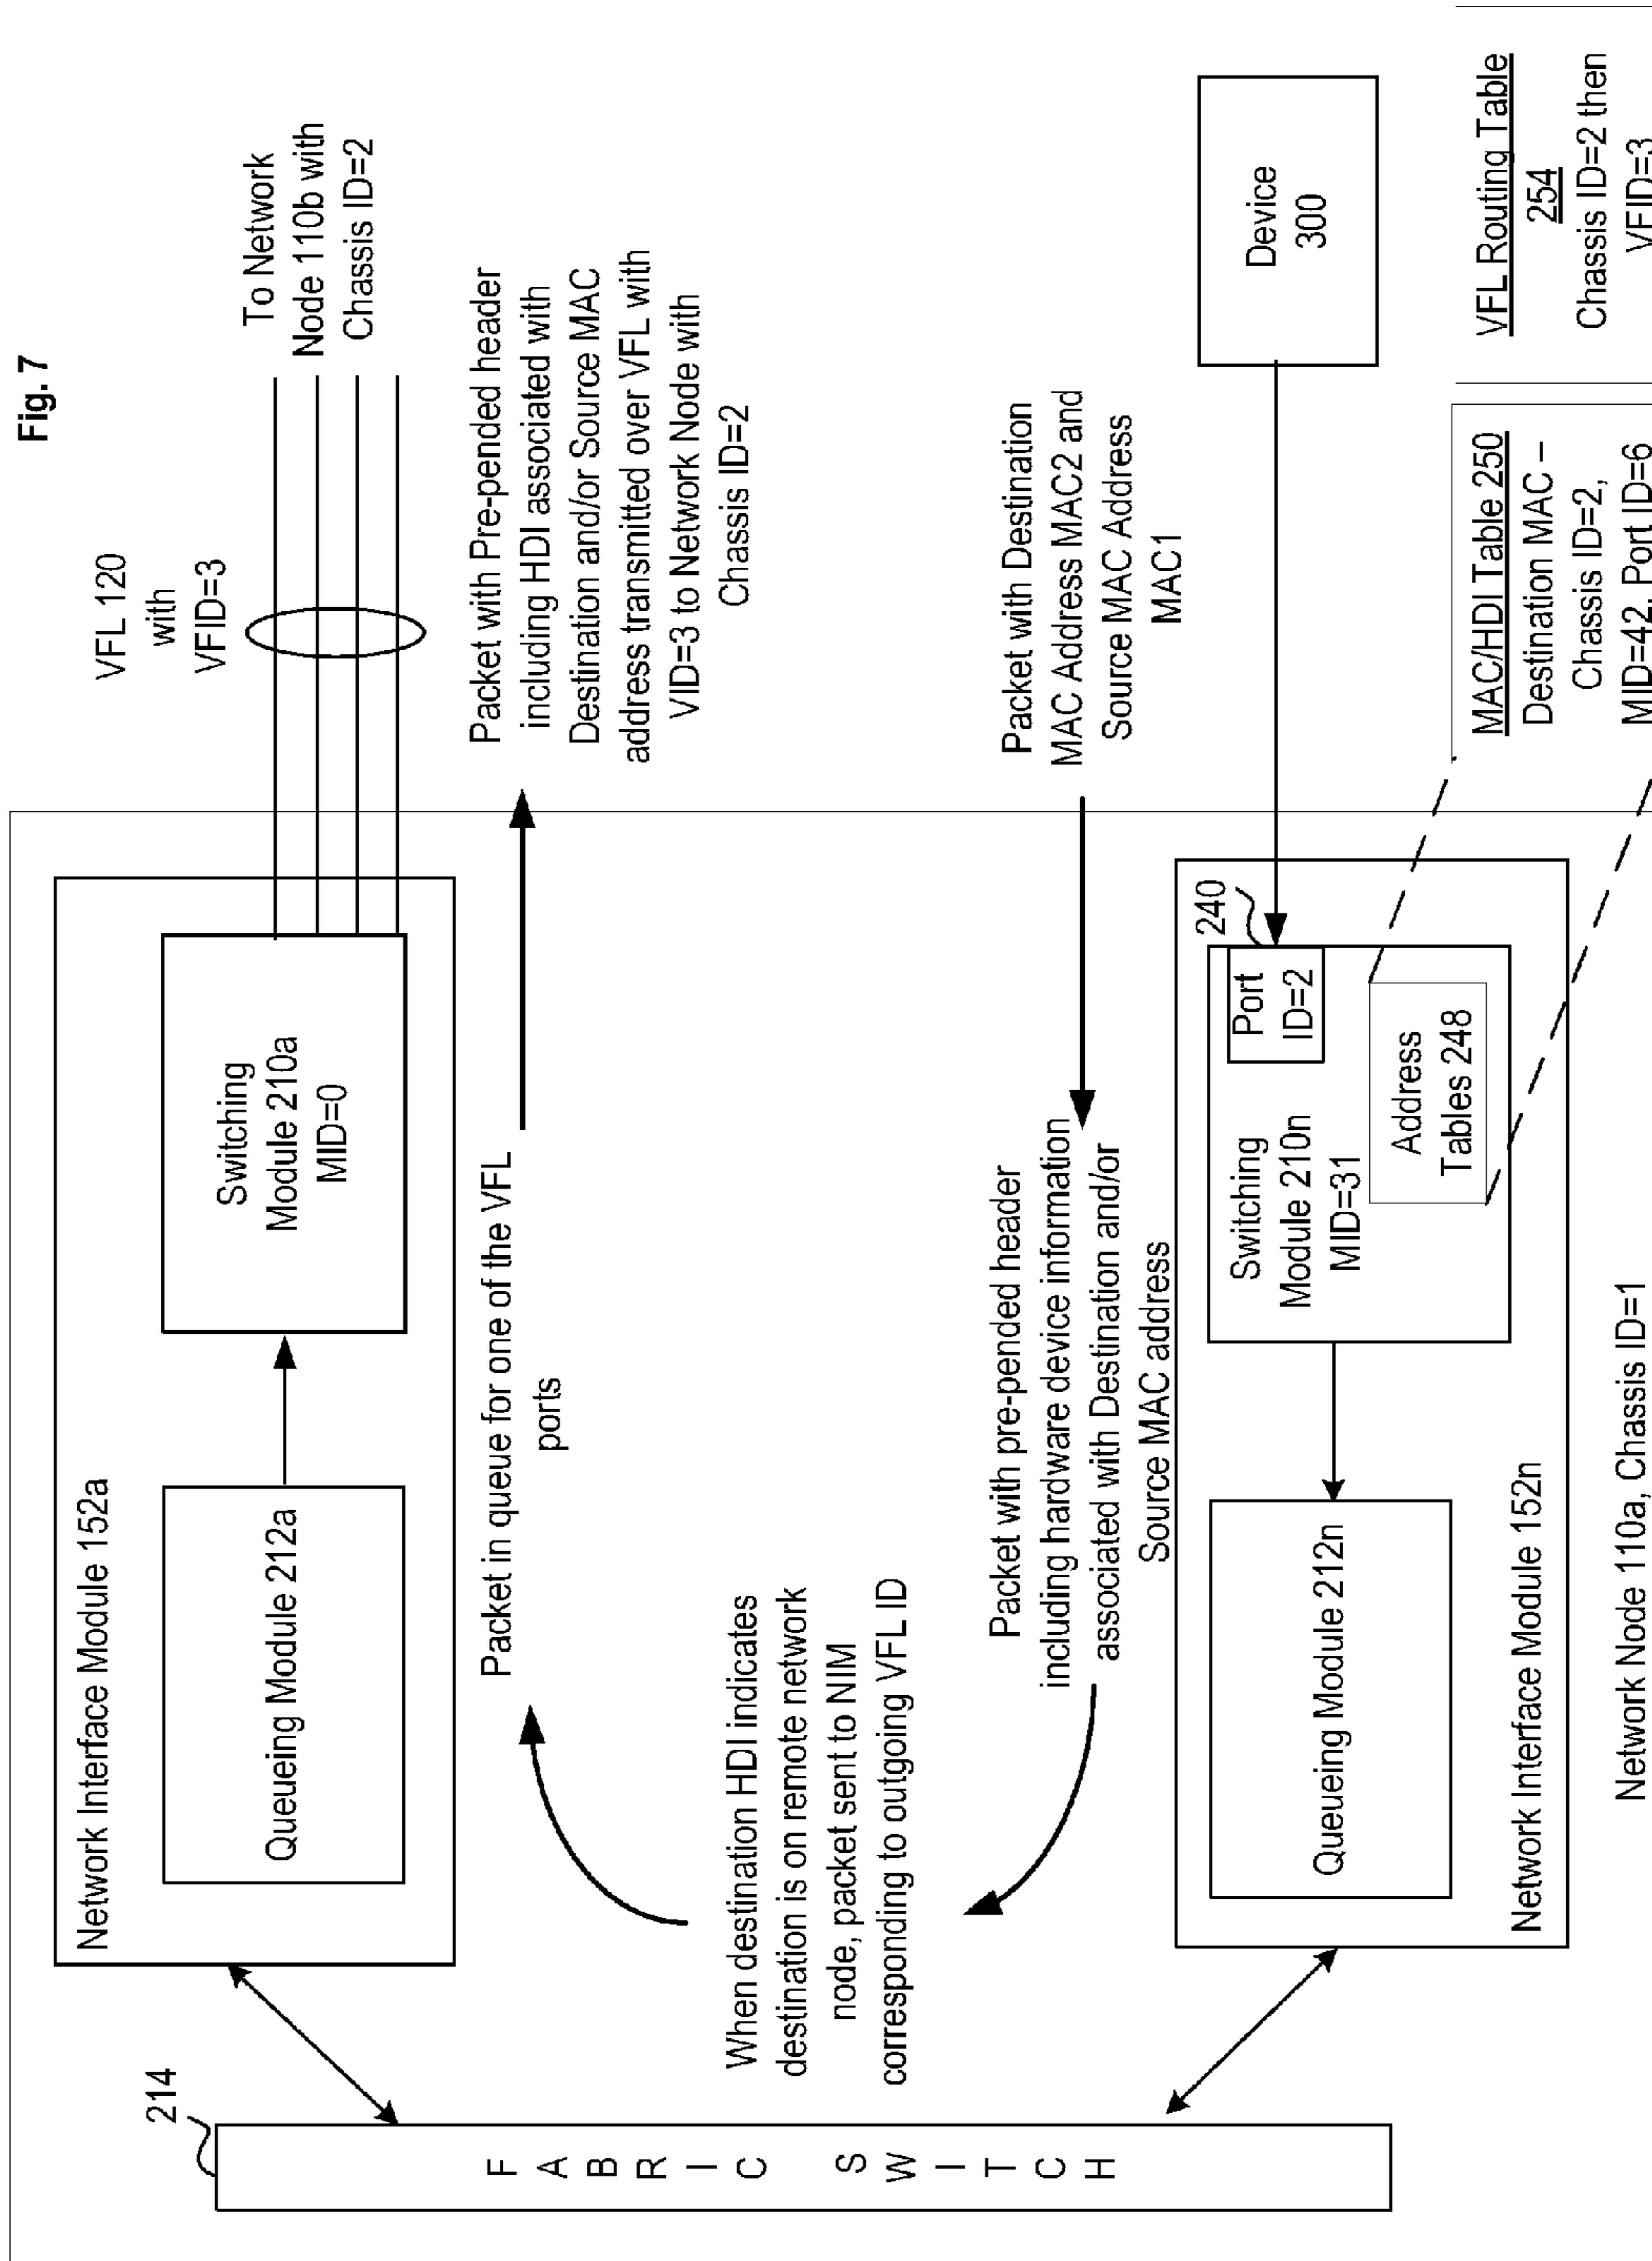 Fig. 7
Network Interface Module 152a
Queueing Module 212a
Switching
Module 210a
MID=0
VFL 120
with
VFID=3
To Network
Node 110b with
Chassis ID=2
214
FABRIC SWITCH
Packet in queue for one of the VFL
ports
Packet with Pre-pended header
including HDI associated with
Destination and/or Source MAC
address transmitted over VFL with
VID=3 to Network Node with
Chassis ID=2
When destination HDI indicates
destination is on remote network
node, packet sent to NIM
corresponding to outgoing VFL ID
Packet with pre-pended header
including hardware device information
associated with Destination and/or
Source MAC address
Packet with Destination
MAC Address MAC2 and
Source MAC Address
MAC1
Queueing Module 212n
Switching
Module 210n
MID=31
Port
ID=2
240
Address
Tables 248
Network Interface Module 152n
Device
300
Network Node 110a, Chassis ID=1
MAC/HDI Table 250
Destination MAC –
Chassis ID=2,
MID=42, Port ID=6
VFL Routing Table
254
Chassis ID=2 then
VFID=3